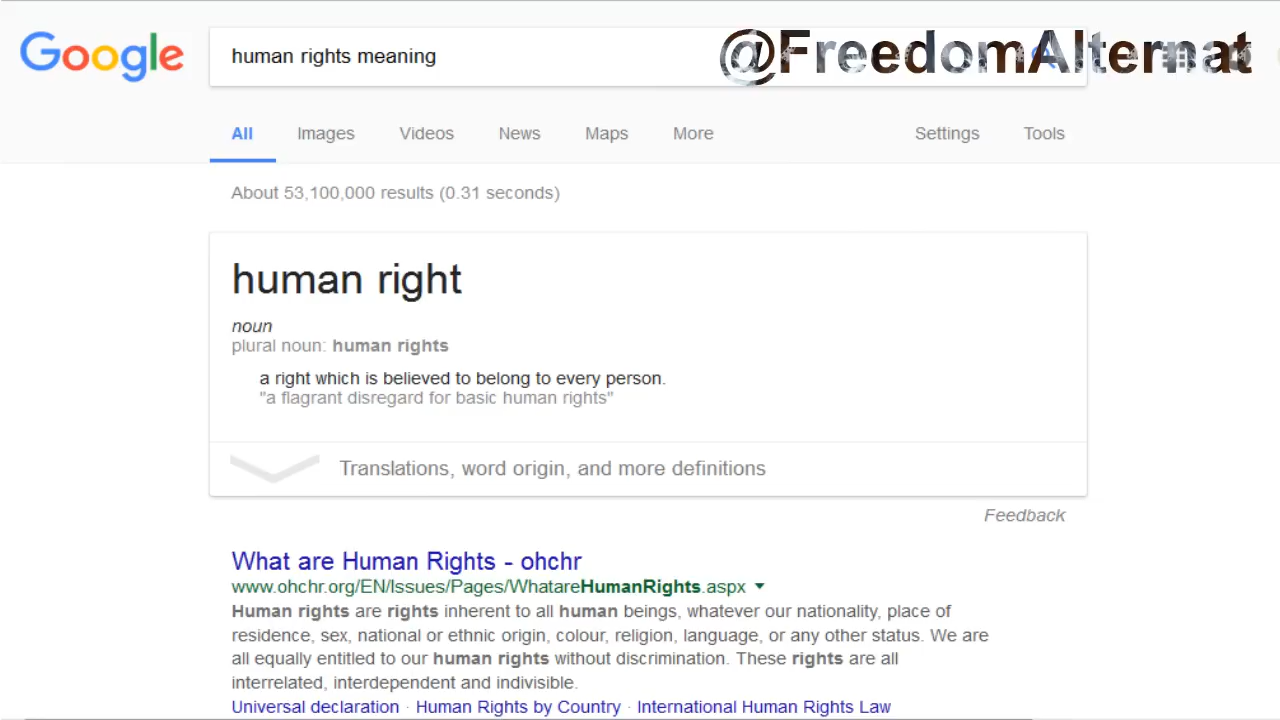 Google
human rights meaning
@FreedomAlternat
All Images Videos News Maps More Settings Tools
About 53,100,000 results (0.31 seconds)
human right
noun
plural noun: human rights
a right which is believed to belong to every person.
"a flagrant disregard for basic human rights"
Translations, word origin, and more definitions
Feedback
What are Human Rights - ohchr
www.ohchr.org/EN/Issues/Pages/WhatareHumanRights.aspx
Human rights are rights inherent to all human beings, whatever our nationality, place of
residence, sex, national or ethnic origin, colour, religion, language, or any other status. We are
all equally entitled to our human rights without discrimination. These rights are all
interrelated, interdependent and indivisible.
Universal declaration · Human Rights by Country · International Human Rights Law